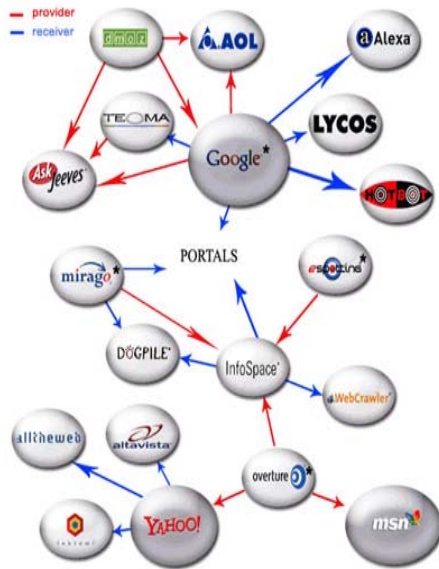 provider
receiver
dmoz
AOL
a Alexa
TEOMA
LYCOS
Google *
Ask Jeeves
HOTBOT
PORTALS
mirago *
espotting *
DOGPILE
InfoSpace
WebCrawler
alltheweb
altavista
overture *
inktomi
YAHOO!
msn